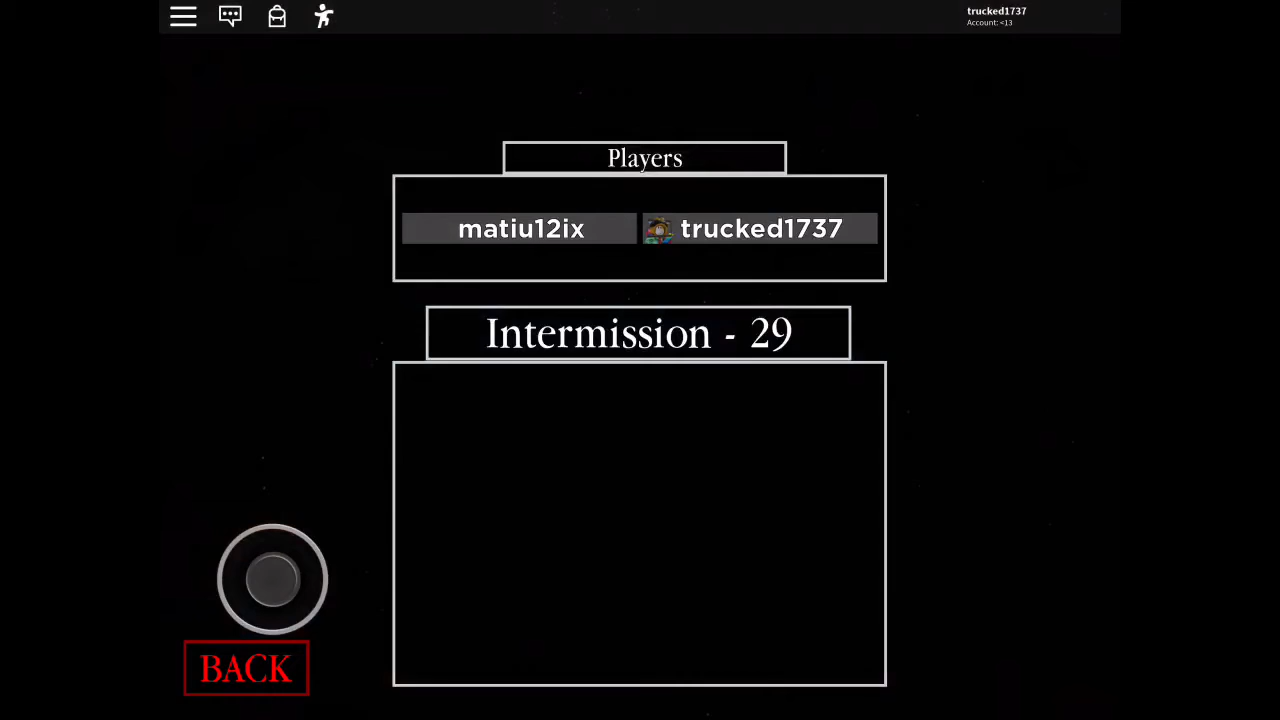 trucked1737
Account: <13
Players
matiu12ix
trucked1737
Intermission - 29
BACK